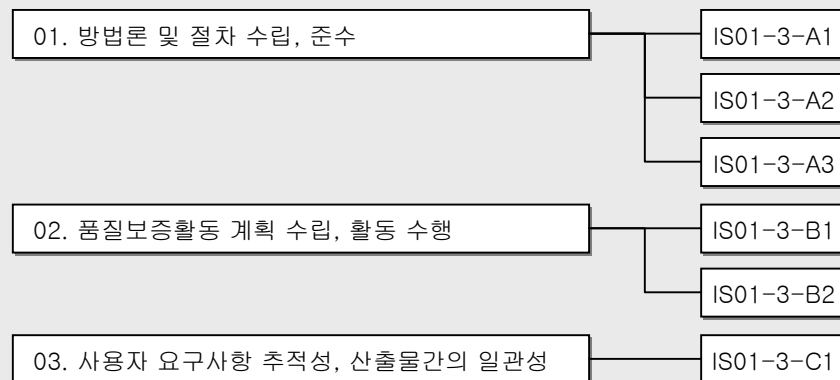 01. 방법론 및 절차 수립, 준수
IS01-3-A1
IS01-3-A2
IS01-3-A3
02. 품질보증활동 계획 수립, 활동 수행
IS01-3-B1
IS01-3-B2
03. 사용자 요구사항 추적성, 산출물간의 일관성
IS01-3-C1